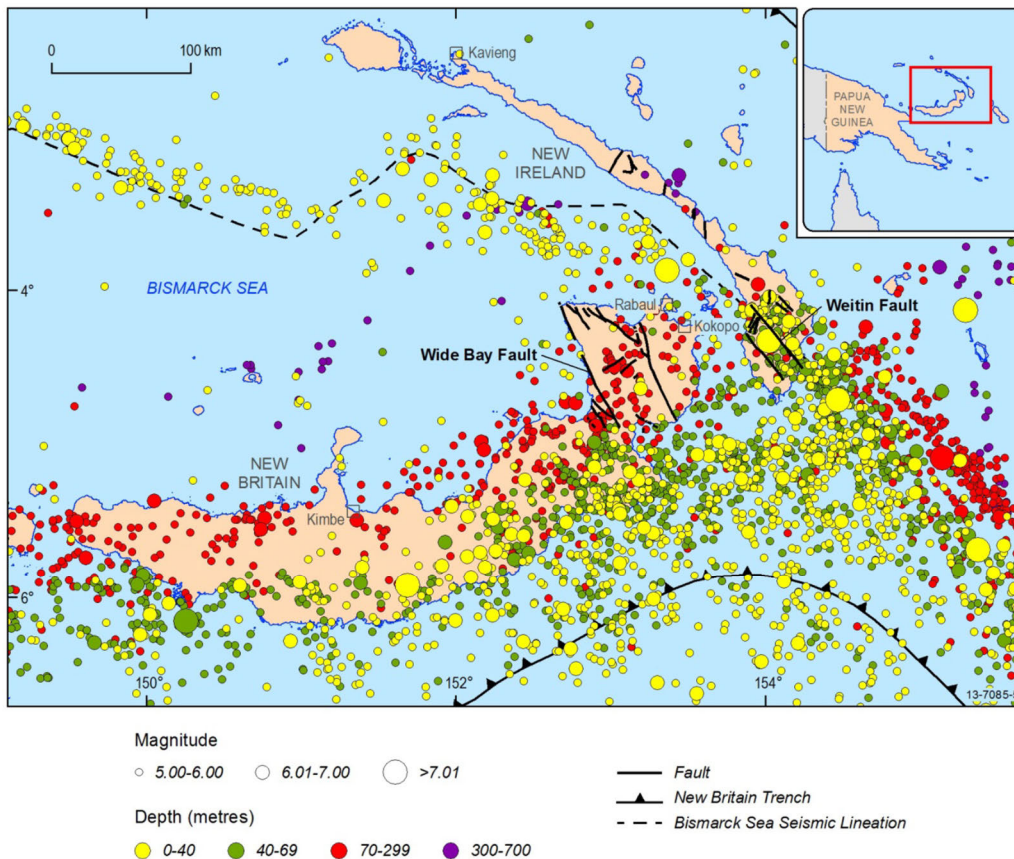 0 100 km
Kavieng
PAPUA
NEW
GUINEA
NEW
IRELAND
BISMARCK SEA
4°
Rabaul
Kokopo
Weitin Fault
Wide Bay Fault
NEW
BRITAIN
Kimbe
6°
150° 152° 154°
13-7085-
Magnitude
5.00-6.00 6.01-7.00 >7.01
Depth (metres)
0-40 40-69 70-299 300-700
Fault
New Britain Trench
Bismarck Sea Seismic Lineation